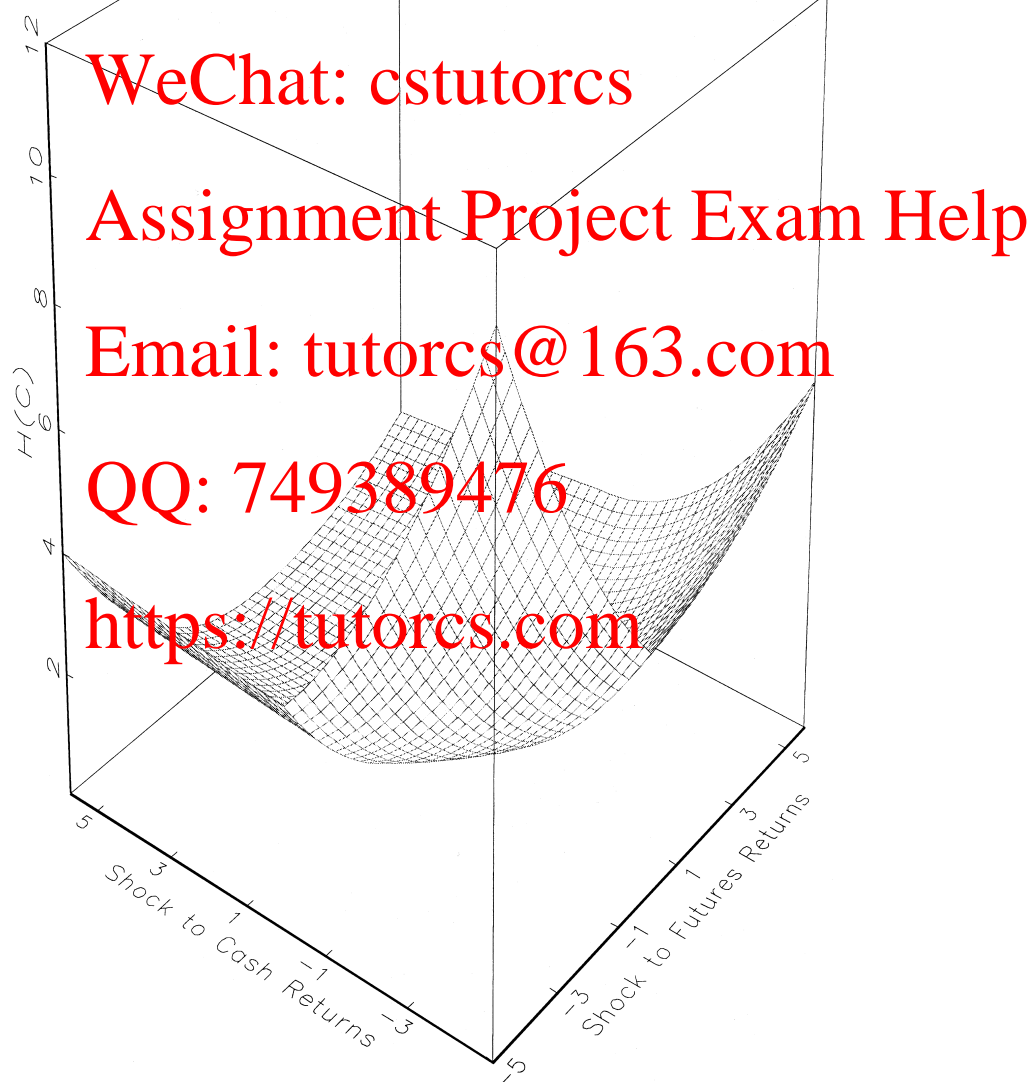 12
WeChat: cstutorcs
10
Assignment Project Exam Help
8
Email: tutorcs@163.com
H(C)
6
QQ: 749389476
4
https://tutorcs.com
2
5
3
1
-1
-3
Shock to Cash Returns
5
3
1
-1
-3
-5
Shock to Futures Returns